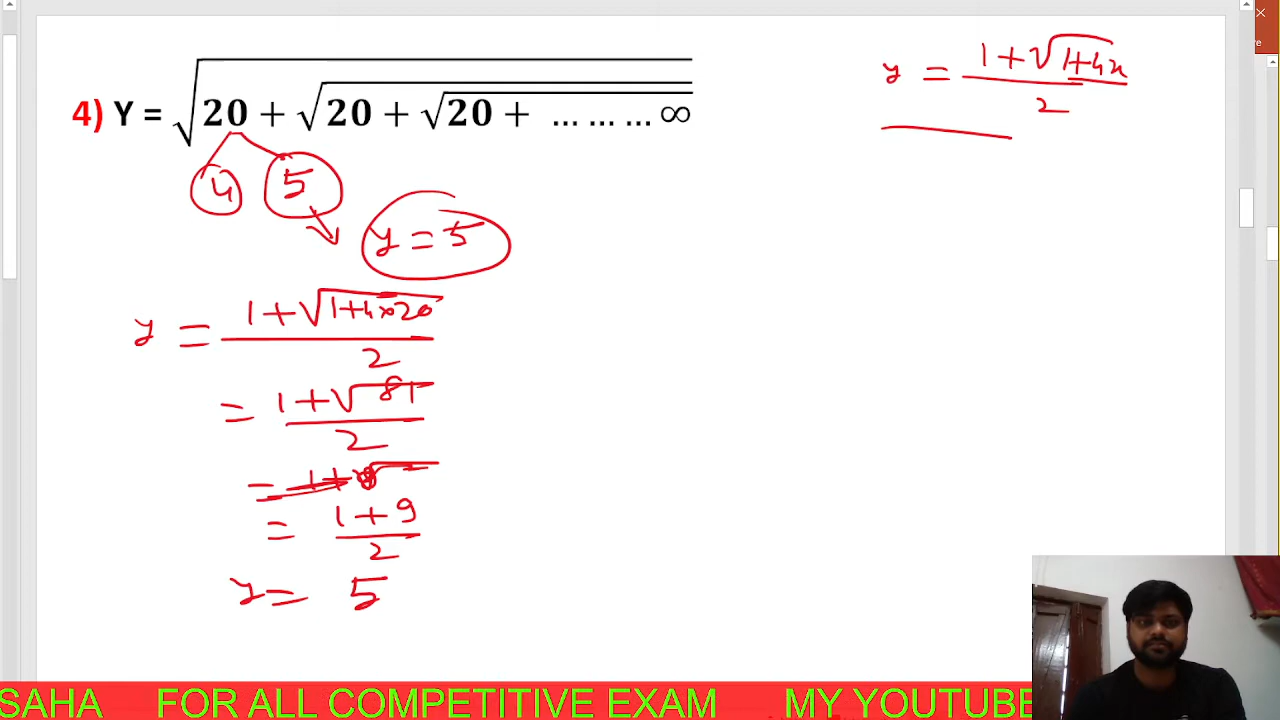 4) Y = √20 + √20 + √20 + ... ... ... ∞
y = 1+√1+4x / 2
4 5
y = 5
y = 1+√1+4×20 / 2
= 1+√81 / 2
= 1+9 / 2
y = 5
SAHA FOR ALL COMPETITIVE EXAM MY YOUTUBE